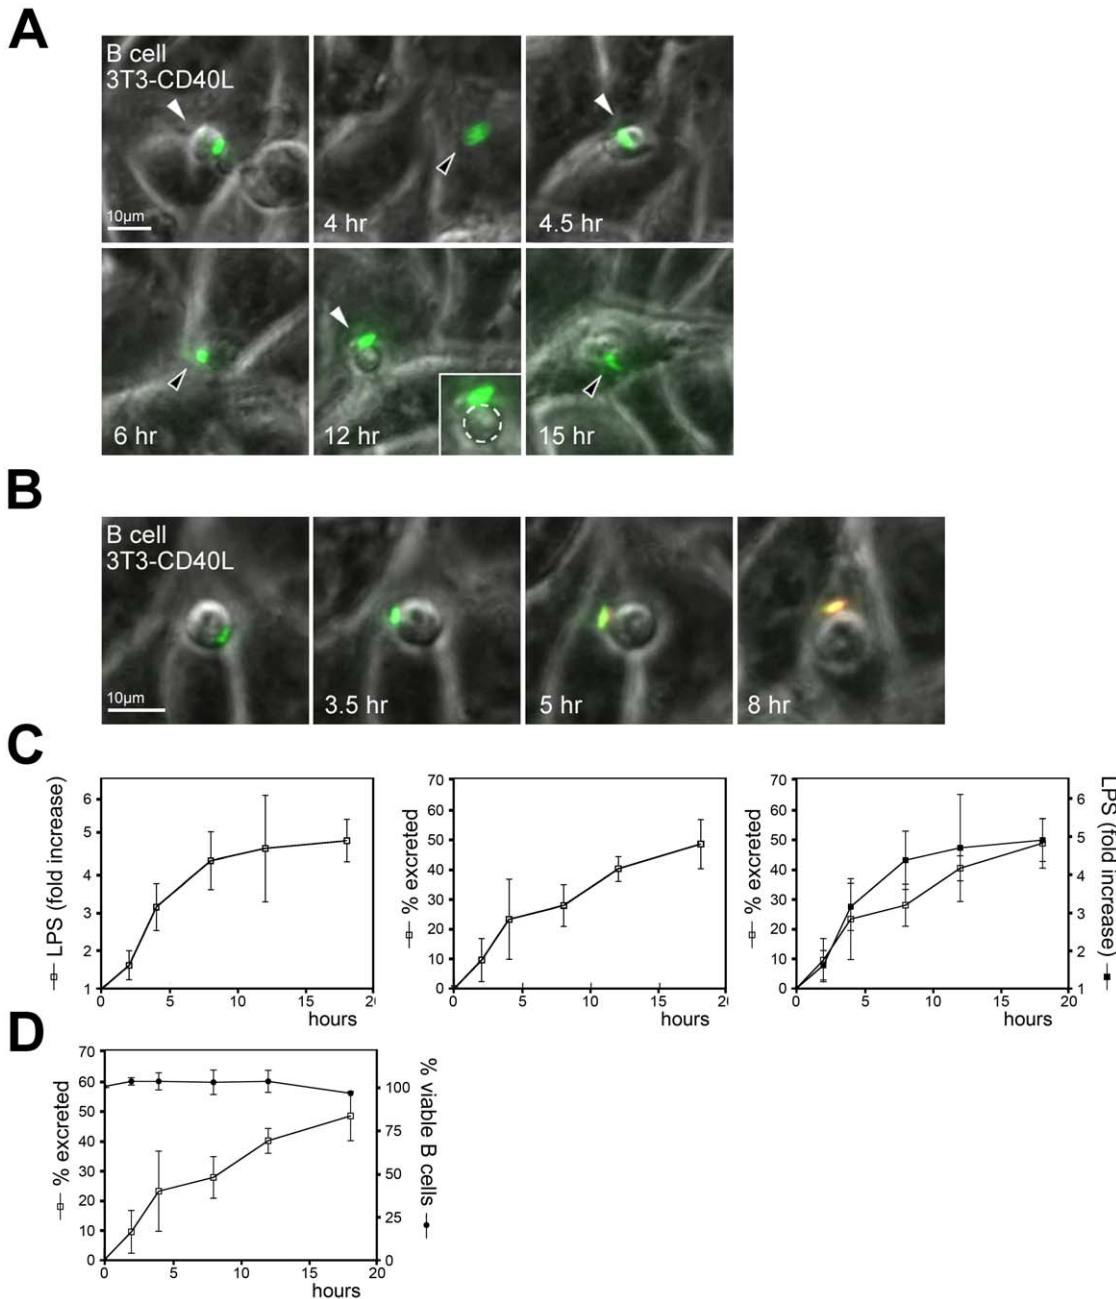 A
B cell
3T3-CD40L
10µm
4 hr
4.5 hr
6 hr
12 hr
15 hr
B
B cell
3T3-CD40L
10µm
3.5 hr
5 hr
8 hr
C
LPS (fold increase)
6
5
4
3
2
1
0 5 10 15 2
hours
% excreted
70
60
50
40
30
20
10
0
0 5 10 15 20
hours
% excreted
70
60
50
40
30
20
10
0
0 5 10 15 20
hours
6
5
4
3
2
1
LPS (fold increase)
D
% excreted
70
60
50
40
30
20
10
0
0 5 10 15 20
hours
100
75
50
25
0
% viable B cells